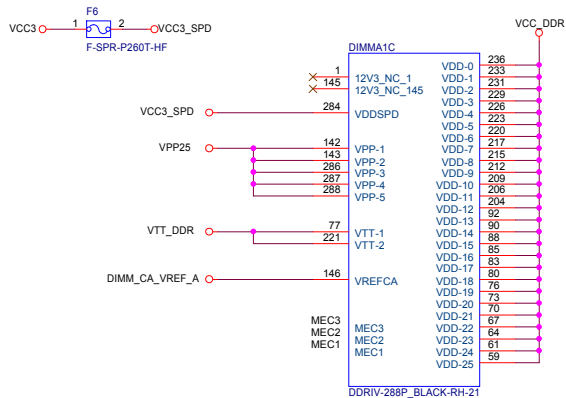 F6
VCC3 1 2 VCC3_SPD
F-SPR-P260T-HF
VCC_DDR
DIMMA1C
1 12V3_NC_1
145 12V3_NC_145
284 VDDSPD
VCC3_SPD
VPP25
142 VPP-1
143 VPP-2
286 VPP-3
287 VPP-4
288 VPP-5
VTT_DDR
77 VTT-1
221 VTT-2
DIMM_CA_VREF_A
146 VREFCA
MEC3 MEC3
MEC2 MEC2
MEC1 MEC1
VDD-0 236
VDD-1 233
VDD-2 231
VDD-3 229
VDD-4 226
VDD-5 223
VDD-6 220
VDD-7 217
VDD-8 215
VDD-9 212
VDD-10 209
VDD-11 206
VDD-12 204
VDD-13 92
VDD-14 90
VDD-15 88
VDD-16 85
VDD-17 83
VDD-18 80
VDD-19 76
VDD-20 73
VDD-21 70
VDD-22 67
VDD-23 64
VDD-24 61
VDD-25 59
DDRIV-288P_BLACK-RH-21